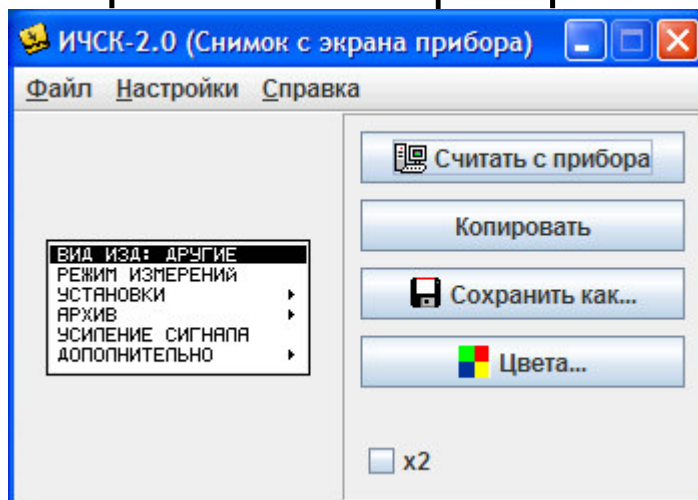 ИЧСК-2.0 (Снимок с экрана прибора)
Файл Настройки Справка
ВИД ИЗД: ДРУГИЕ
РЕЖИМ ИЗМЕРЕНИЙ
УСТАНОВКИ
АРХИВ
УСИЛЕНИЕ СИГНАЛА
ДОПОЛНИТЕЛЬНО
Считать с прибора
Копировать
Сохранить как...
Цвета...
x2